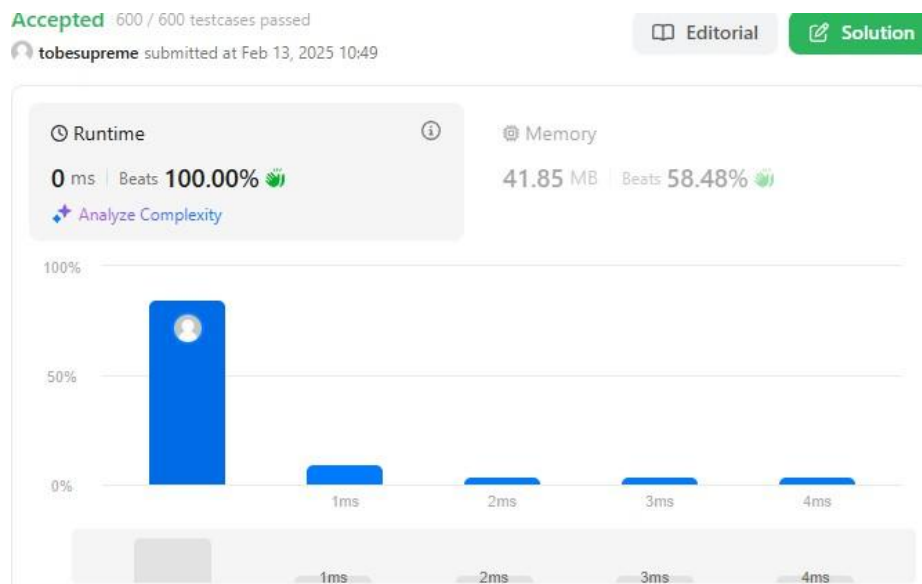 Accepted 600 / 600 testcases passed
Editorial
Solution
tobesupreme submitted at Feb 13, 2025 10:49
Runtime
0 ms | Beats 100.00%
Analyze Complexity
Memory
41.85 MB | Beats 58.48%
100%
50%
0%
1ms 2ms 3ms 4ms
1ms 2ms 3ms 4ms